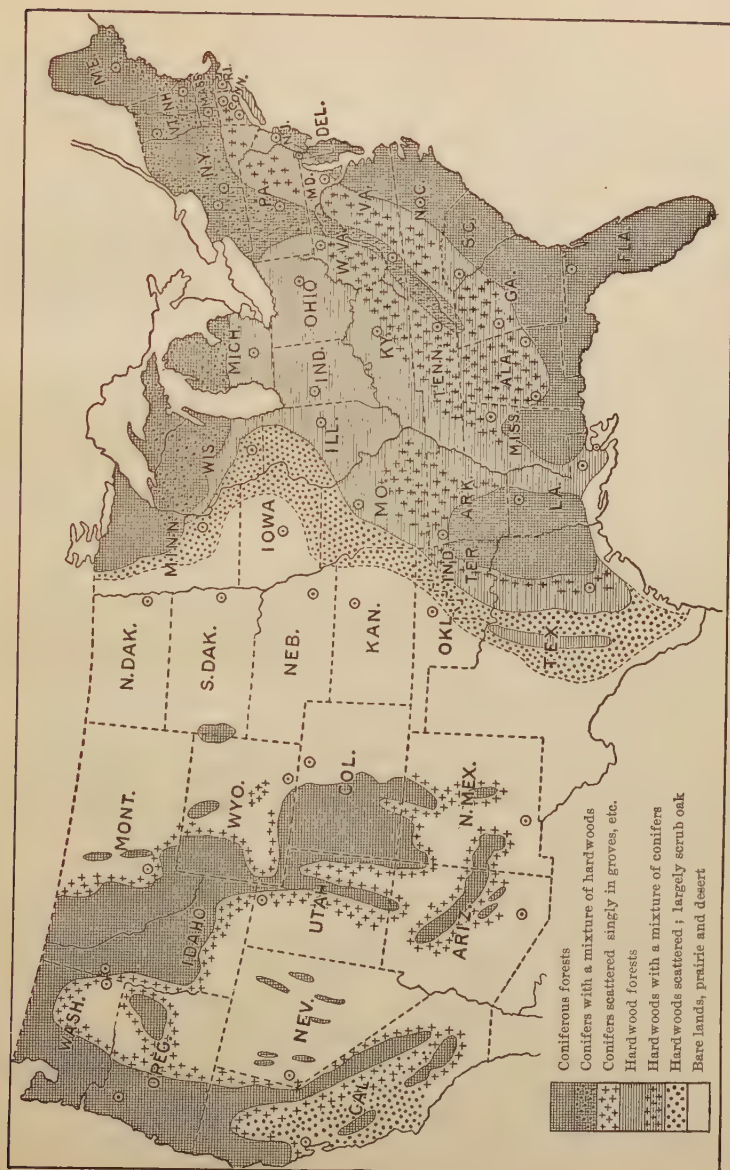 WASH.
OREG.
CAL.
NEV.
IDAHO
UTAH
ARIZ.
MONT.
WYO.
COL.
N.MEX.
N.DAK.
S.DAK.
NEB.
KAN.
OKL.
TEX.
MINN.
IOWA
MO.
ARK.
IND.
TER.
LA.
WIS
ILL.
MICH
IND.
OHIO
KY.
TENN.
MISS.
ALA.
GA.
FLA.
S.C.
N.C.
VA.
W.VA.
MD.
DEL.
PA.
N.J.
N.Y.
CONN.
R.I.
MASS
VT.
NH
ME.
Coniferous forests
Conifers with a mixture of hardwoods
Conifers scattered singly in groves, etc.
Hardwood forests
Hardwoods with a mixture of conifers
Hardwoods scattered ; largely scrub oak
Bare lands, prairie and desert